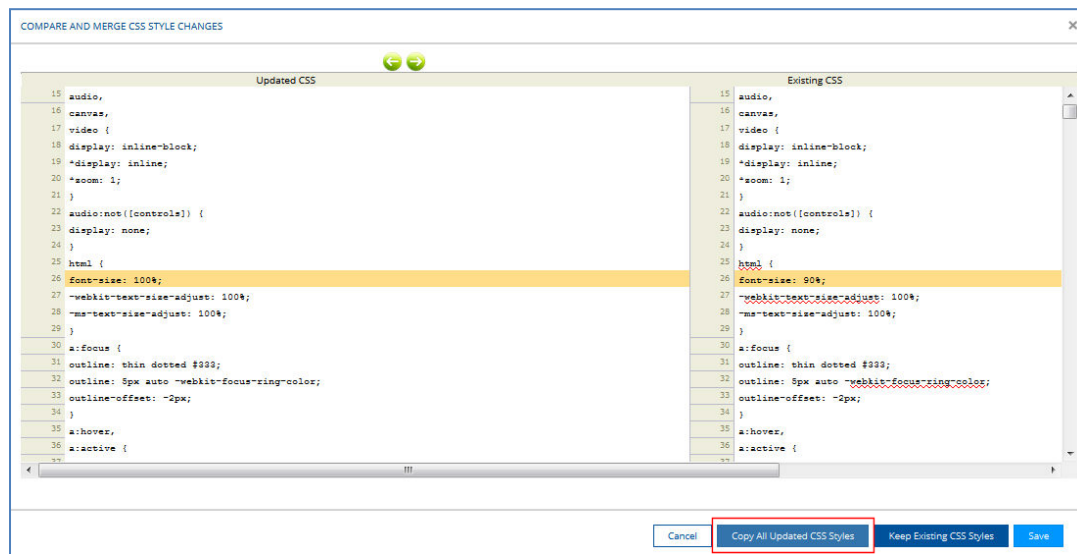 COMPARE AND MERGE CSS STYLE CHANGES
Updated CSS
15 audio,
16 canvas,
17 video {
18 display: inline-block;
19 *display: inline;
20 *zoom: 1;
21 }
22 audio:not([controls]) {
23 display: none;
24 }
25 html {
26 font-size: 100%;
27 -webkit-text-size-adjust: 100%;
28 -ms-text-size-adjust: 100%;
29 }
30 a:focus {
31 outline: thin dotted #333;
32 outline: 5px auto -webkit-focus-ring-color;
33 outline-offset: -2px;
34 }
35 a:hover,
36 a:active {
37
Existing CSS
15 audio,
16 canvas,
17 video {
18 display: inline-block;
19 *display: inline;
20 *zoom: 1;
21 }
22 audio:not([controls]) {
23 display: none;
24 }
25 html {
26 font-size: 90%;
27 -webkit-text-size-adjust: 100%;
28 -ms-text-size-adjust: 100%;
29 }
30 a:focus {
31 outline: thin dotted #333;
32 outline: 5px auto -webkit-focus-ring-color;
33 outline-offset: -2px;
34 }
35 a:hover,
36 a:active {
37
Cancel
Copy All Updated CSS Styles
Keep Existing CSS Styles
Save